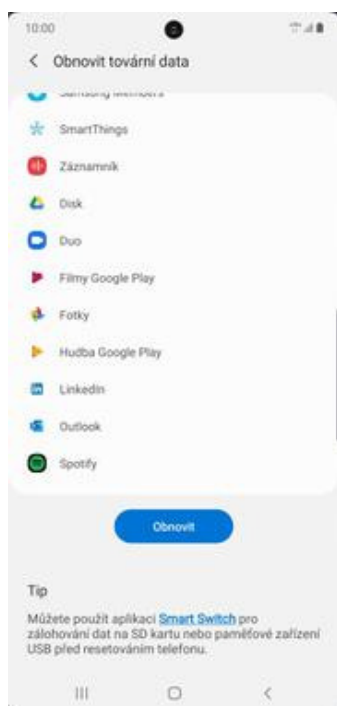 10:00
Obnovit tovární data
Samsung Members
SmartThings
Záznamník
Disk
Duo
Filmy Google Play
Fotky
Hudba Google Play
LinkedIn
Outlook
Spotify
Obnovit
Tip
Můžete použít aplikaci Smart Switch pro
zálohování dat na SD kartu nebo paměťové zařízení
USB před resetováním telefonu.